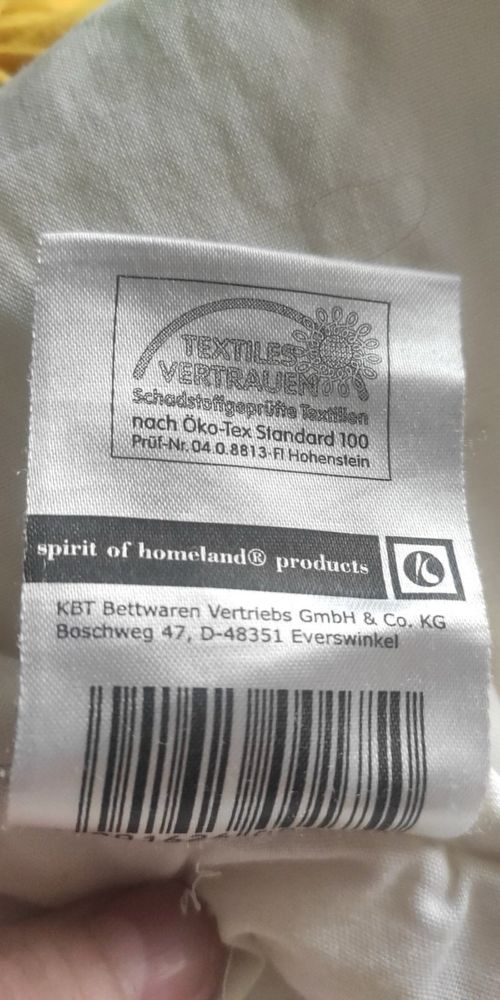 TEXTILES
VERTRAUEN
Schadstoffgeprüfte Textilien
nach Öko-Tex Standard 100
Prüf-Nr. 04.0.8813·FI Hohenstein
spirit of homeland® products
KBT Bettwaren Vertriebs GmbH & Co. KG
Boschweg 47, D-48351 Everswinkel